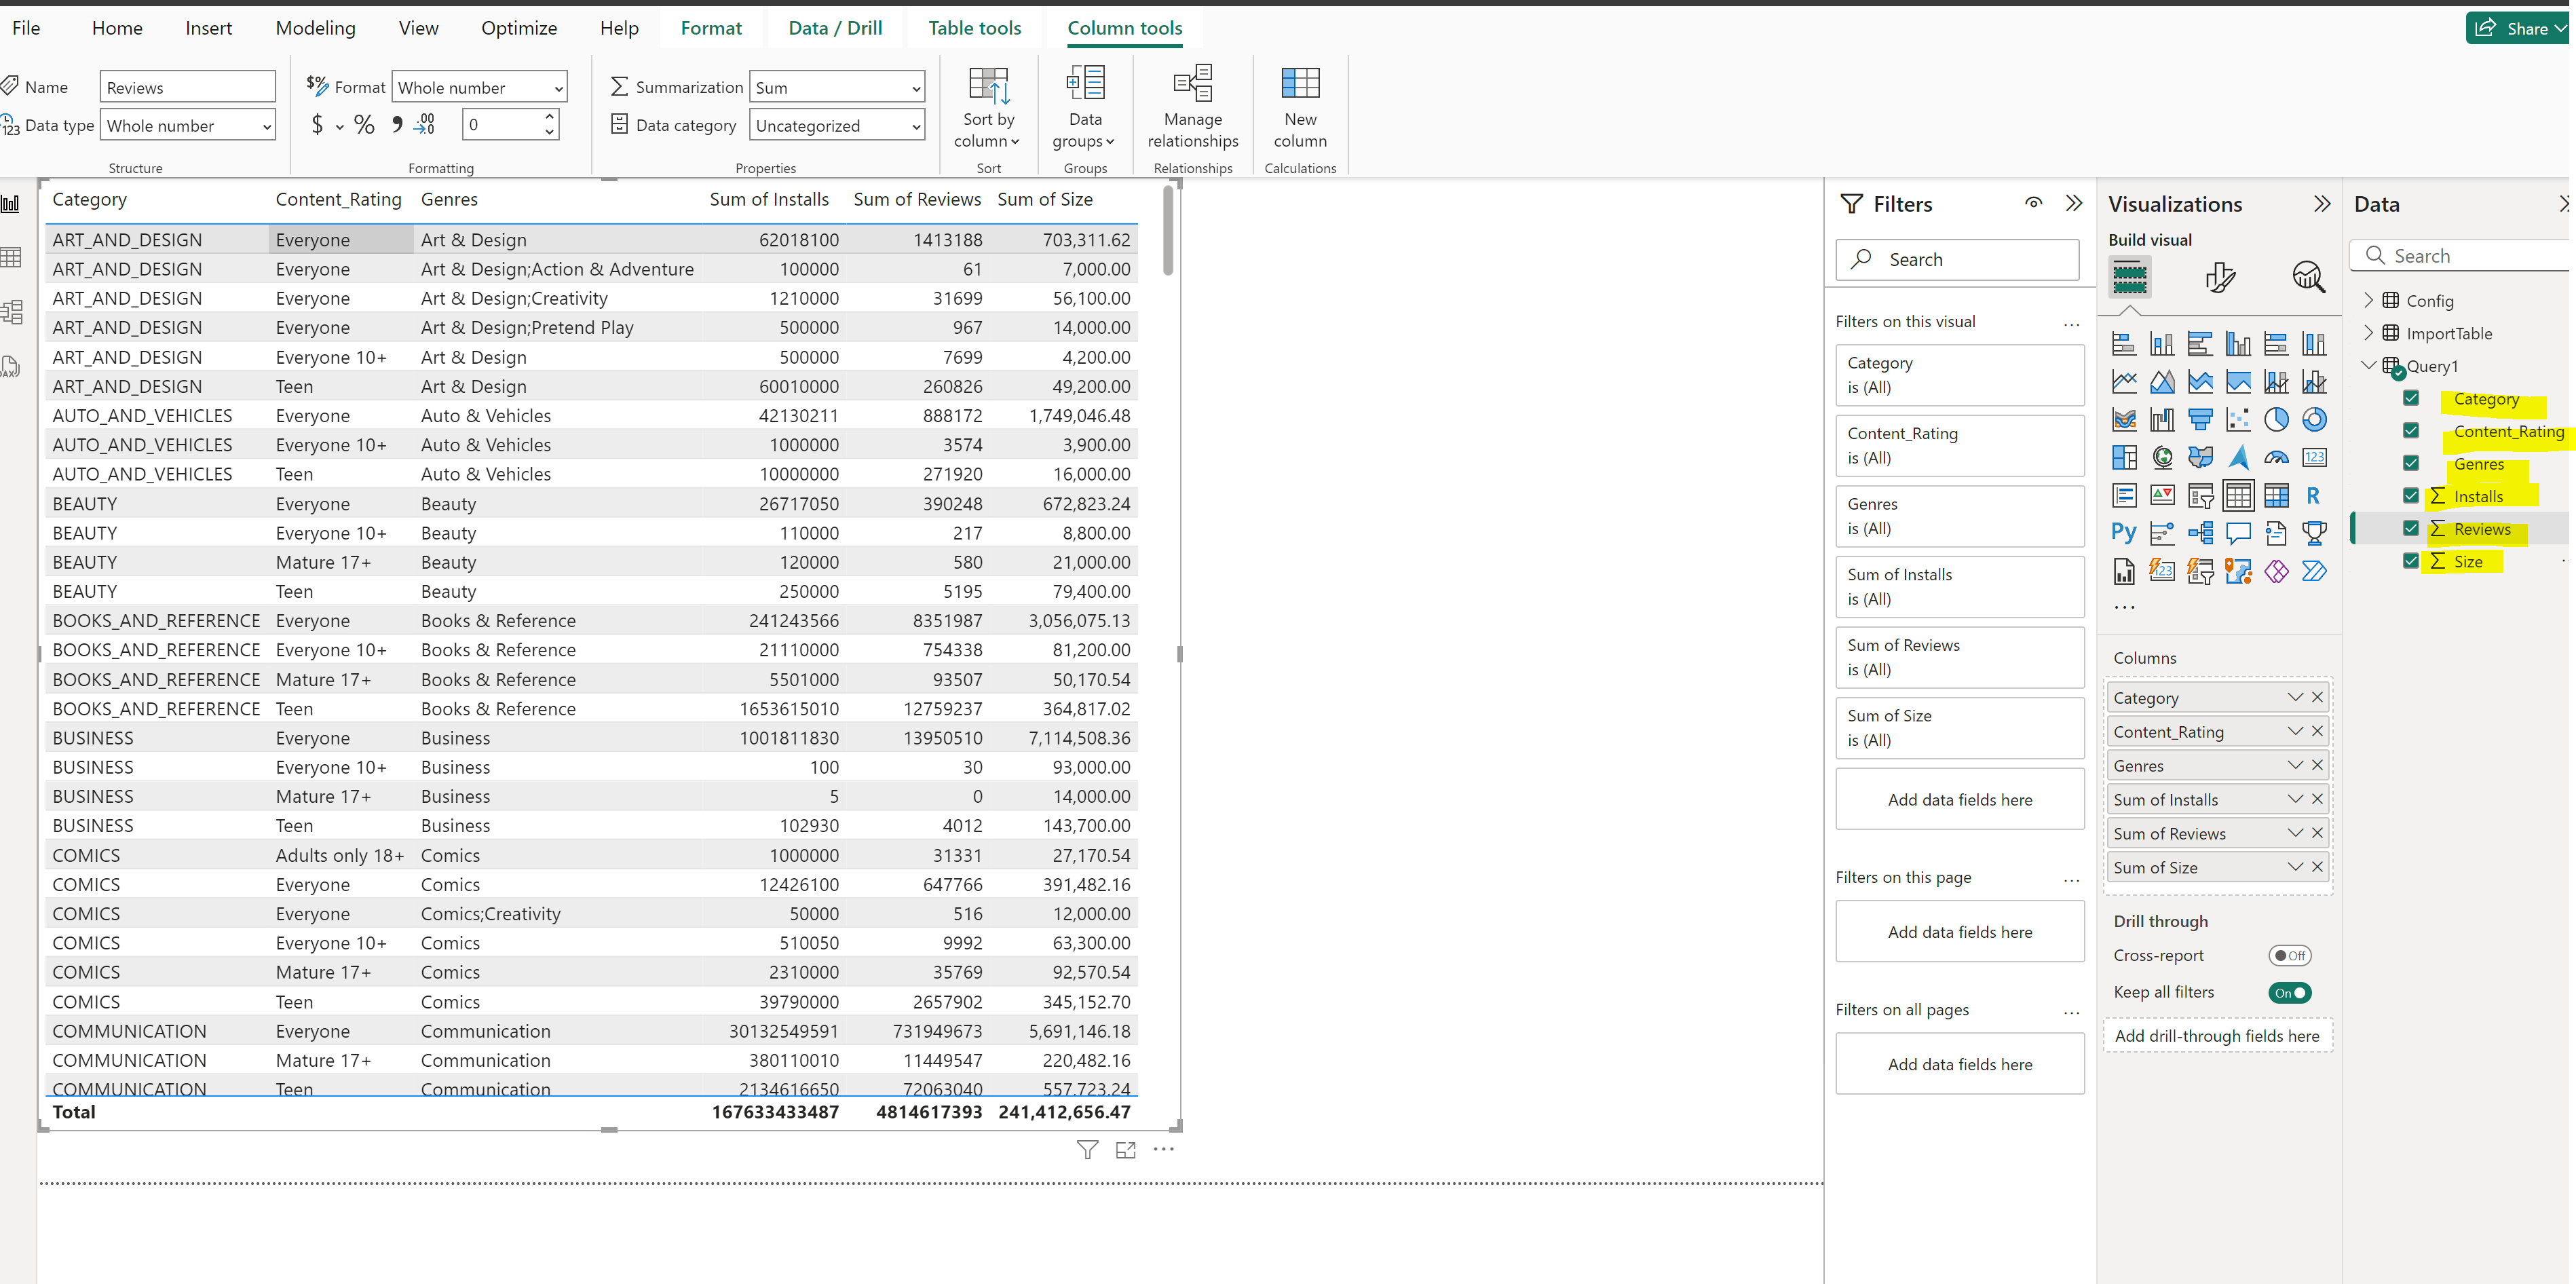 File Home Insert Modeling View Optimize Help Format Data / Drill Table tools Column tools Share
Name Reviews
Data type Whole number
Structure
Format Whole number
$ % 0
Formatting
Summarization Sum
Data category Uncategorized
Properties
Sort by column
Sort
Data groups
Groups
Manage relationships
Relationships
New column
Calculations
Category Content_Rating Genres Sum of Installs Sum of Reviews Sum of Size
ART_AND_DESIGN Everyone Art & Design 62018100 1413188 703,311.62
ART_AND_DESIGN Everyone Art & Design;Action & Adventure 100000 61 7,000.00
ART_AND_DESIGN Everyone Art & Design;Creativity 1210000 31699 56,100.00
ART_AND_DESIGN Everyone Art & Design;Pretend Play 500000 967 14,000.00
ART_AND_DESIGN Everyone 10+ Art & Design 500000 7699 4,200.00
ART_AND_DESIGN Teen Art & Design 60010000 260826 49,200.00
AUTO_AND_VEHICLES Everyone Auto & Vehicles 42130211 888172 1,749,046.48
AUTO_AND_VEHICLES Everyone 10+ Auto & Vehicles 1000000 3574 3,900.00
AUTO_AND_VEHICLES Teen Auto & Vehicles 10000000 271920 16,000.00
BEAUTY Everyone Beauty 26717050 390248 672,823.24
BEAUTY Everyone 10+ Beauty 110000 217 8,800.00
BEAUTY Mature 17+ Beauty 120000 580 21,000.00
BEAUTY Teen Beauty 250000 5195 79,400.00
BOOKS_AND_REFERENCE Everyone Books & Reference 241243566 8351987 3,056,075.13
BOOKS_AND_REFERENCE Everyone 10+ Books & Reference 21110000 754338 81,200.00
BOOKS_AND_REFERENCE Mature 17+ Books & Reference 5501000 93507 50,170.54
BOOKS_AND_REFERENCE Teen Books & Reference 1653615010 12759237 364,817.02
BUSINESS Everyone Business 1001811830 13950510 7,114,508.36
BUSINESS Everyone 10+ Business 100 30 93,000.00
BUSINESS Mature 17+ Business 5 0 14,000.00
BUSINESS Teen Business 102930 4012 143,700.00
COMICS Adults only 18+ Comics 1000000 31331 27,170.54
COMICS Everyone Comics 12426100 647766 391,482.16
COMICS Everyone Comics;Creativity 50000 516 12,000.00
COMICS Everyone 10+ Comics 510050 9992 63,300.00
COMICS Mature 17+ Comics 2310000 35769 92,570.54
COMICS Teen Comics 39790000 2657902 345,152.70
COMMUNICATION Everyone Communication 30132549591 731949673 5,691,146.18
COMMUNICATION Mature 17+ Communication 380110010 11449547 220,482.16
COMMUNICATION Teen Communication 2134616650 72063040 557,723.24
Total 167633433487 4814617393 241,412,656.47
Filters
Search
Filters on this visual ...
Category
is (All)
Content_Rating
is (All)
Genres
is (All)
Sum of Installs
is (All)
Sum of Reviews
is (All)
Sum of Size
is (All)
Add data fields here
Filters on this page ...
Add data fields here
Filters on all pages ...
Add data fields here
Visualizations
Build visual
123
R
Py
123
...
Columns
Category
Content_Rating
Genres
Sum of Installs
Sum of Reviews
Sum of Size
Drill through
Cross-report Off
Keep all filters On
Add drill-through fields here
Data
Search
Config
ImportTable
Query1
Category
Content_Rating
Genres
Installs
Reviews
Size